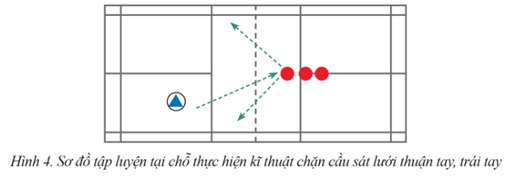 Hình 4. Sơ đồ tập luyện tại chỗ thực hiện kĩ thuật chặn cầu sát lưới thuận tay, trái tay